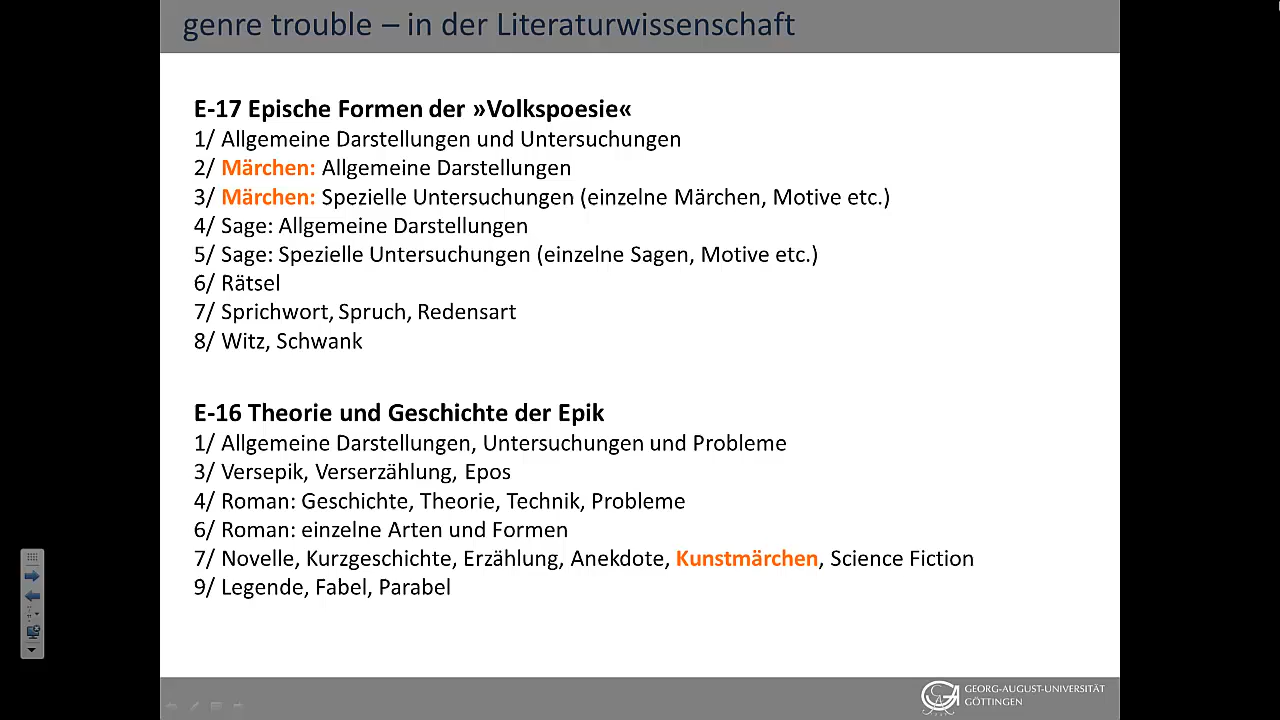 genre trouble – in der Literaturwissenschaft
E-17 Epische Formen der »Volkspoesie«
1/ Allgemeine Darstellungen und Untersuchungen
2/ Märchen: Allgemeine Darstellungen
3/ Märchen: Spezielle Untersuchungen (einzelne Märchen, Motive etc.)
4/ Sage: Allgemeine Darstellungen
5/ Sage: Spezielle Untersuchungen (einzelne Sagen, Motive etc.)
6/ Rätsel
7/ Sprichwort, Spruch, Redensart
8/ Witz, Schwank
E-16 Theorie und Geschichte der Epik
1/ Allgemeine Darstellungen, Untersuchungen und Probleme
3/ Versepik, Verserzählung, Epos
4/ Roman: Geschichte, Theorie, Technik, Probleme
6/ Roman: einzelne Arten und Formen
7/ Novelle, Kurzgeschichte, Erzählung, Anekdote, Kunstmärchen, Science Fiction
9/ Legende, Fabel, Parabel
GEORG-AUGUST-UNIVERSITÄT
GÖTTINGEN